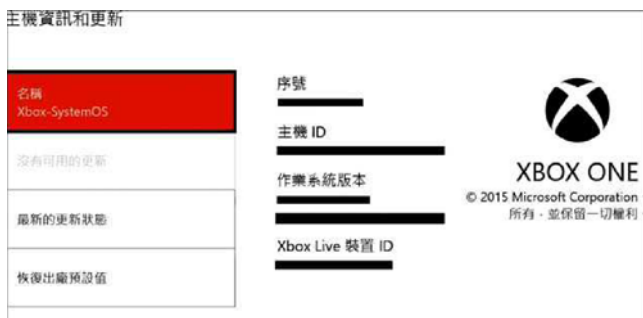 主機資訊和更新
名稱
Xbox-SystemOS
沒有可用的更新
最新的更新狀態
恢復出廠預設值
序號
主機 ID
作業系統版本
Xbox Live 裝置 ID
XBOX ONE
© 2015 Microsoft Corporation
所有，並保留一切權利